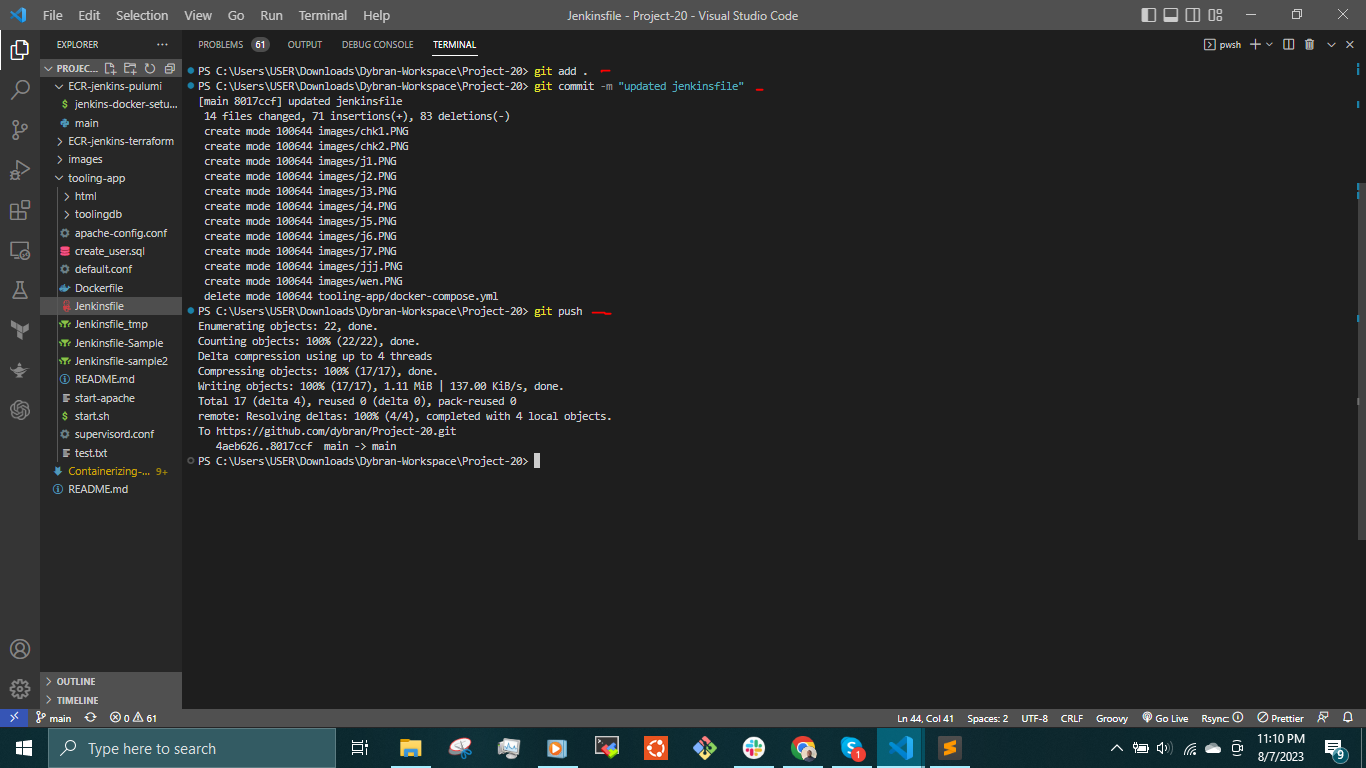 File Edit Selection View Go Run Terminal Help Jenkinsfile - Project-20 - Visual Studio Code
EXPLORER
PROJEC...
ECR-jenkins-pulumi
jenkins-docker-setu...
main
ECR-jenkins-terraform
images
tooling-app
html
toolingdb
apache-config.conf
create_user.sql
default.conf
Dockerfile
Jenkinsfile
Jenkinsfile_tmp
Jenkinsfile-Sample
Jenkinsfile-sample2
README.md
start-apache
start.sh
supervisord.conf
test.txt
Containerizing-... 9+
README.md
OUTLINE
TIMELINE
PROBLEMS 61 OUTPUT DEBUG CONSOLE TERMINAL pwsh
PS C:\Users\USER\Downloads\Dybran-Workspace\Project-20> git add .
PS C:\Users\USER\Downloads\Dybran-Workspace\Project-20> git commit -m "updated jenkinsfile"
[main 8017ccf] updated jenkinsfile
14 files changed, 71 insertions(+), 83 deletions(-)
create mode 100644 images/chk1.PNG
create mode 100644 images/chk2.PNG
create mode 100644 images/j1.PNG
create mode 100644 images/j2.PNG
create mode 100644 images/j3.PNG
create mode 100644 images/j4.PNG
create mode 100644 images/j5.PNG
create mode 100644 images/j6.PNG
create mode 100644 images/j7.PNG
create mode 100644 images/jjj.PNG
create mode 100644 images/wen.PNG
delete mode 100644 tooling-app/docker-compose.yml
PS C:\Users\USER\Downloads\Dybran-Workspace\Project-20> git push
Enumerating objects: 22, done.
Counting objects: 100% (22/22), done.
Delta compression using up to 4 threads
Compressing objects: 100% (17/17), done.
Writing objects: 100% (17/17), 1.11 MiB | 137.00 KiB/s, done.
Total 17 (delta 4), reused 0 (delta 0), pack-reused 0
remote: Resolving deltas: 100% (4/4), completed with 4 local objects.
To https://github.com/dybran/Project-20.git
4aeb626..8017ccf main -> main
PS C:\Users\USER\Downloads\Dybran-Workspace\Project-20>
main 0 61 Ln 44, Col 41 Spaces: 2 UTF-8 CRLF Groovy Go Live Rsync: Prettier
Type here to search 1 11:10 PM
8/7/2023 9